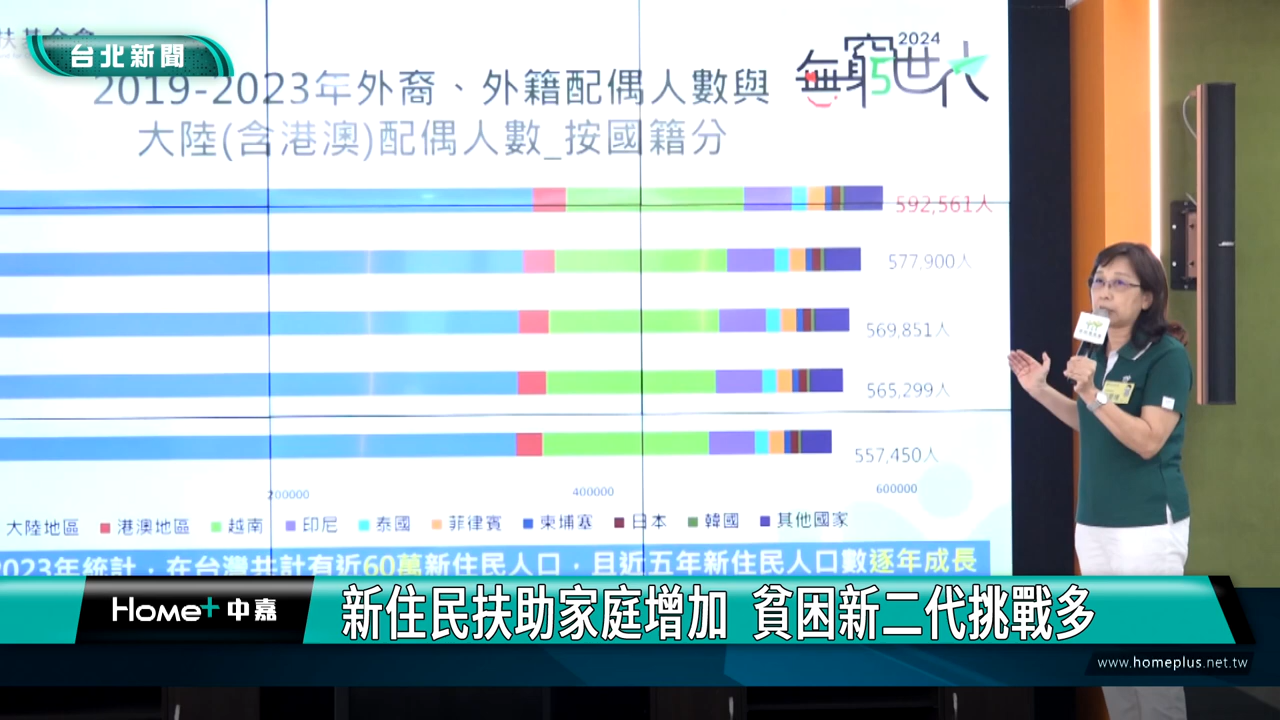 台北新聞
2024
無窮世代
2019-2023年外裔、外籍配偶人數與
大陸(含港澳)配偶人數_按國籍分
592,561人
577,900人
569,851人
565,299人
557,450人
200000 400000 600000
大陸地區 港澳地區 越南 印尼 泰國 菲律賓 柬埔寨 日本 韓國 其他國家
2023年統計，在台灣共計有近60萬新住民人口，且近五年新住民人口數逐年成長
Home+中嘉
新住民扶助家庭增加 貧困新二代挑戰多
www.homeplus.net.tw